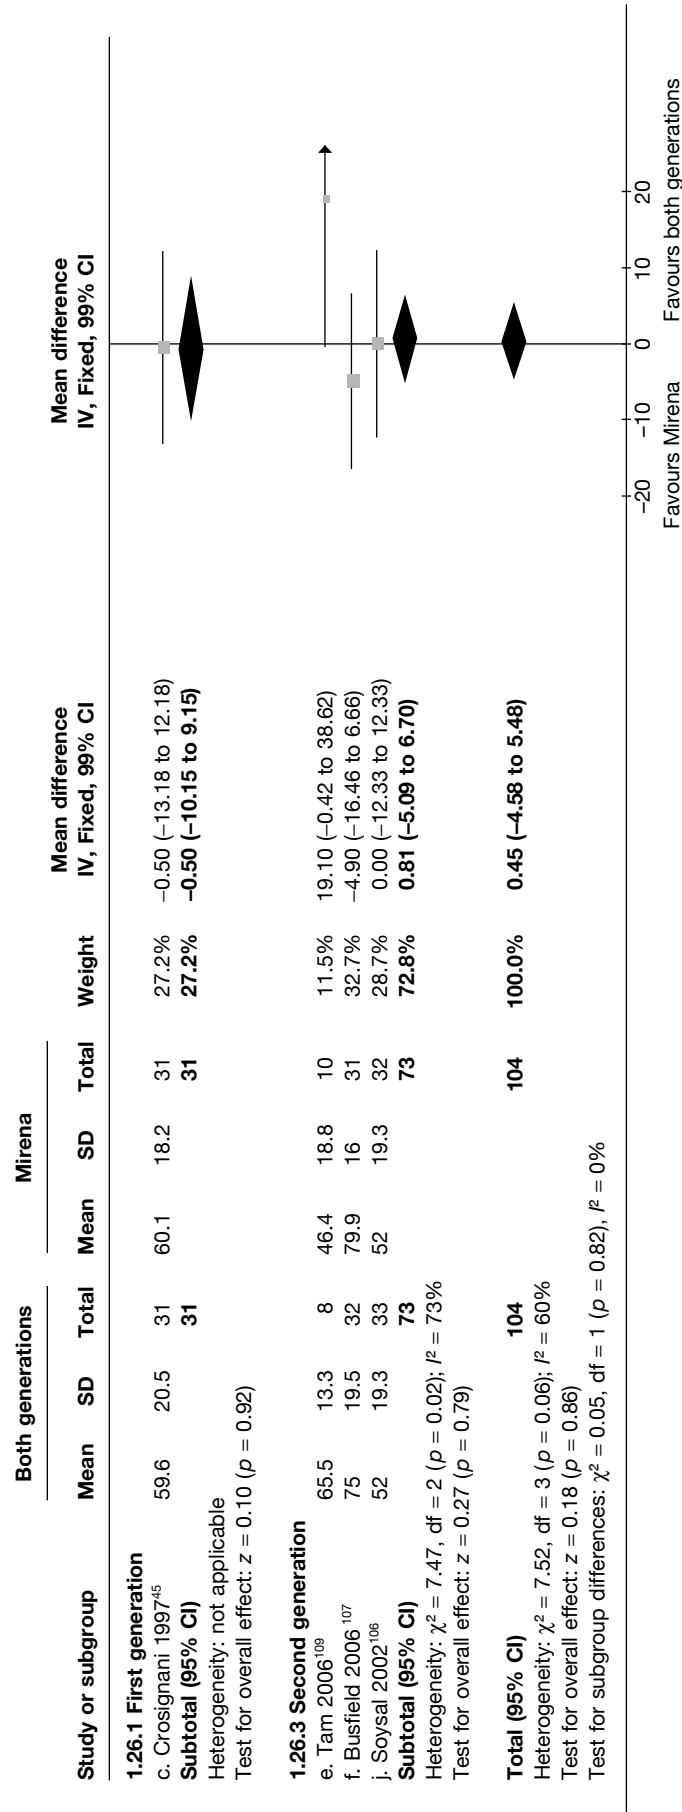 Both generations Mirena Mean difference Mean difference
Study or subgroup Mean SD Total Mean SD Total Weight IV, Fixed, 99% CI IV, Fixed, 99% CI
1.26.1 First generation
c. Crosignani 1997⁴⁵ 59.6 20.5 31 60.1 18.2 31 27.2% −0.50 (−13.18 to 12.18)
Subtotal (95% CI) 31 31 27.2% −0.50 (−10.15 to 9.15)
Heterogeneity: not applicable
Test for overall effect: z = 0.10 (p = 0.92)
1.26.3 Second generation
e. Tam 2006¹⁰⁹ 65.5 13.3 8 46.4 18.8 10 11.5% 19.10 (−0.42 to 38.62)
f. Busfield 2006¹⁰⁷ 75 19.5 32 79.9 16 31 32.7% −4.90 (−16.46 to 6.66)
j. Soysal 2002¹⁰⁶ 52 19.3 33 52 19.3 32 28.7% 0.00 (−12.33 to 12.33)
Subtotal (95% CI) 73 73 72.8% 0.81 (−5.09 to 6.70)
Heterogeneity: χ² = 7.47, df = 2 (p = 0.02); I² = 73%
Test for overall effect: z = 0.27 (p = 0.79)
Total (95% CI) 104 104 100.0% 0.45 (−4.58 to 5.48)
Heterogeneity: χ² = 7.52, df = 3 (p = 0.06); I² = 60%
Test for overall effect: z = 0.18 (p = 0.86)
Test for subgroup differences: χ² = 0.05, df = 1 (p = 0.82), I² = 0%
−20 −10 0 10 20
Favours Mirena Favours both generations